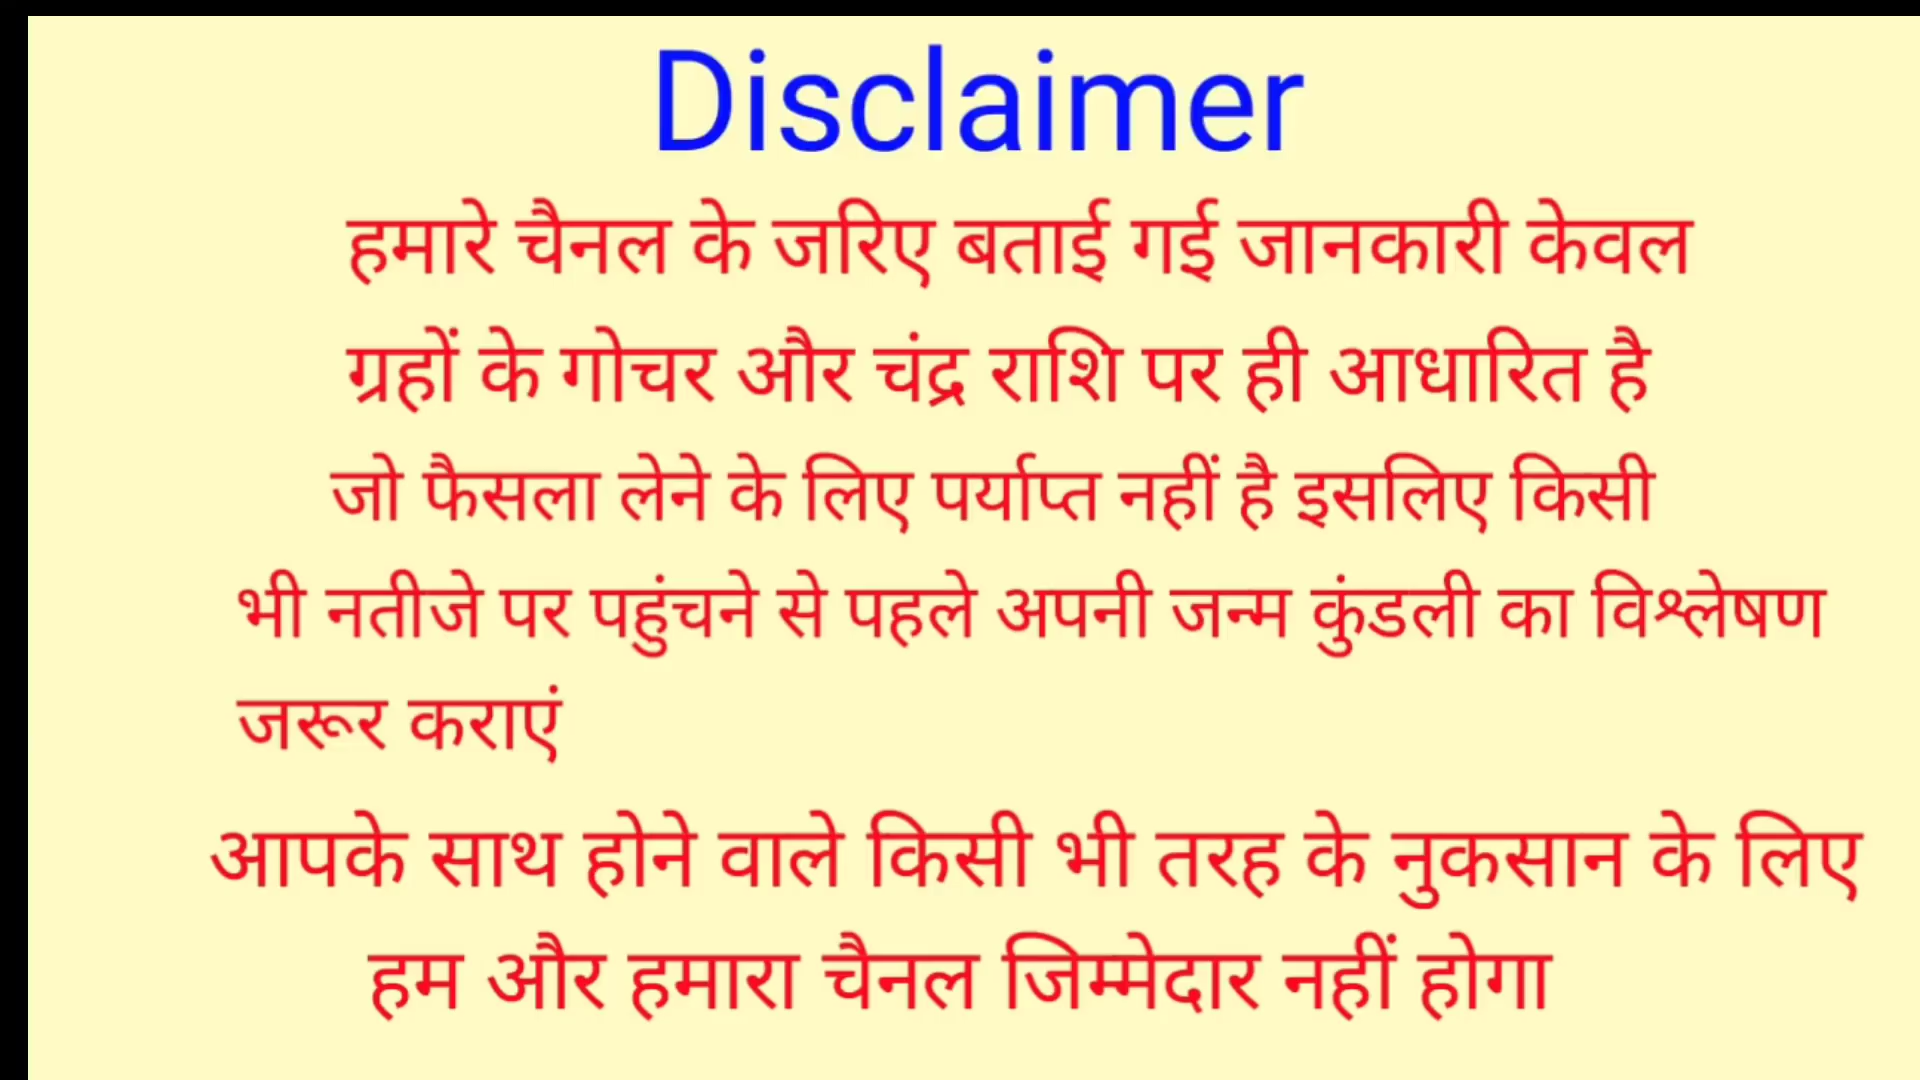 Disclaimer
हमारे चैनल के जरिए बताई गई जानकारी केवल
ग्रहों के गोचर और चंद्र राशि पर ही आधारित है
जो फैसला लेने के लिए पर्याप्त नहीं है इसलिए किसी
भी नतीजे पर पहुंचने से पहले अपनी जन्म कुंडली का विश्लेषण
जरूर कराएं
आपके साथ होने वाले किसी भी तरह के नुकसान के लिए
हम और हमारा चैनल जिम्मेदार नहीं होगा